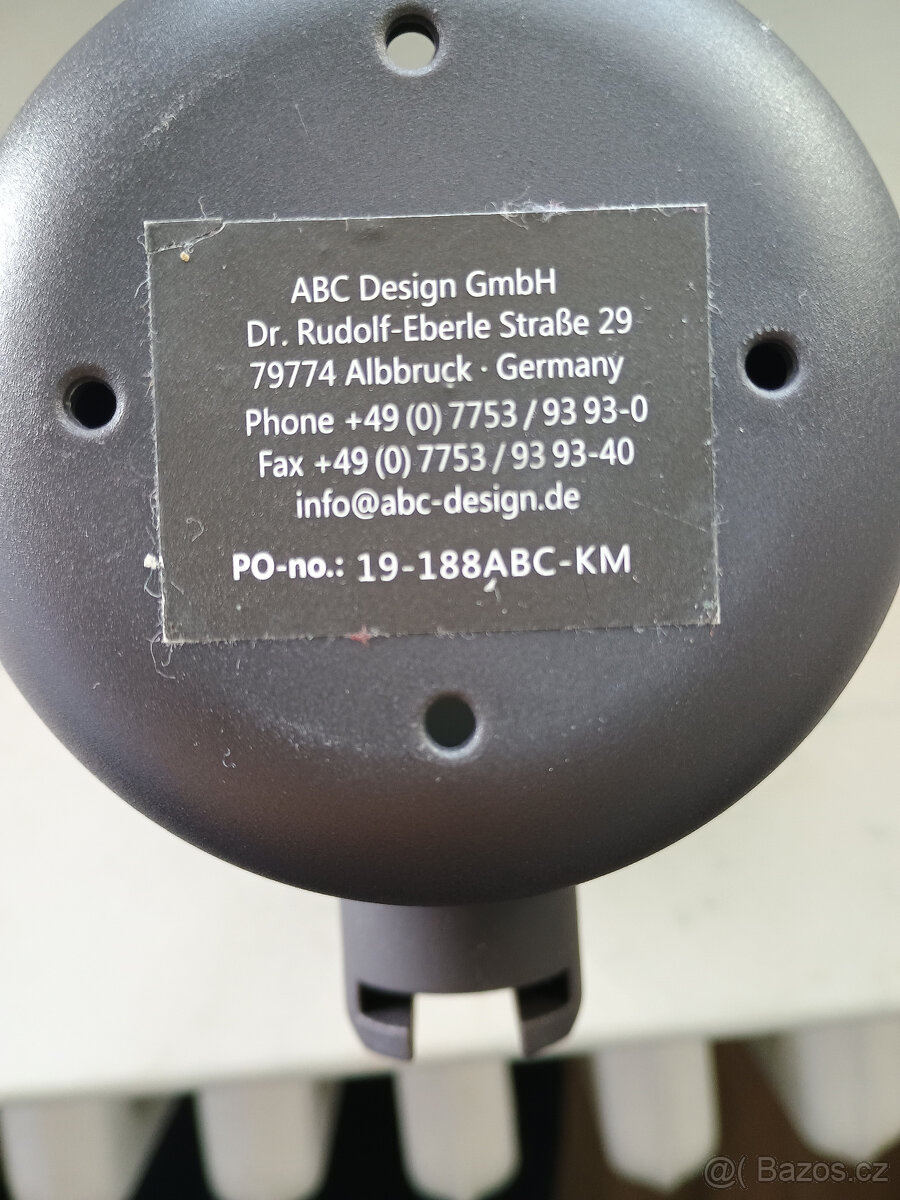 ABC Design GmbH
Dr. Rudolf-Eberle Straße 29
79774 Albbruck · Germany
Phone +49 (0) 7753 / 93 93-0
Fax +49 (0) 7753 / 93 93-40
info@abc-design.de
PO-no.: 19-188ABC-KM
@( Bazos.cz